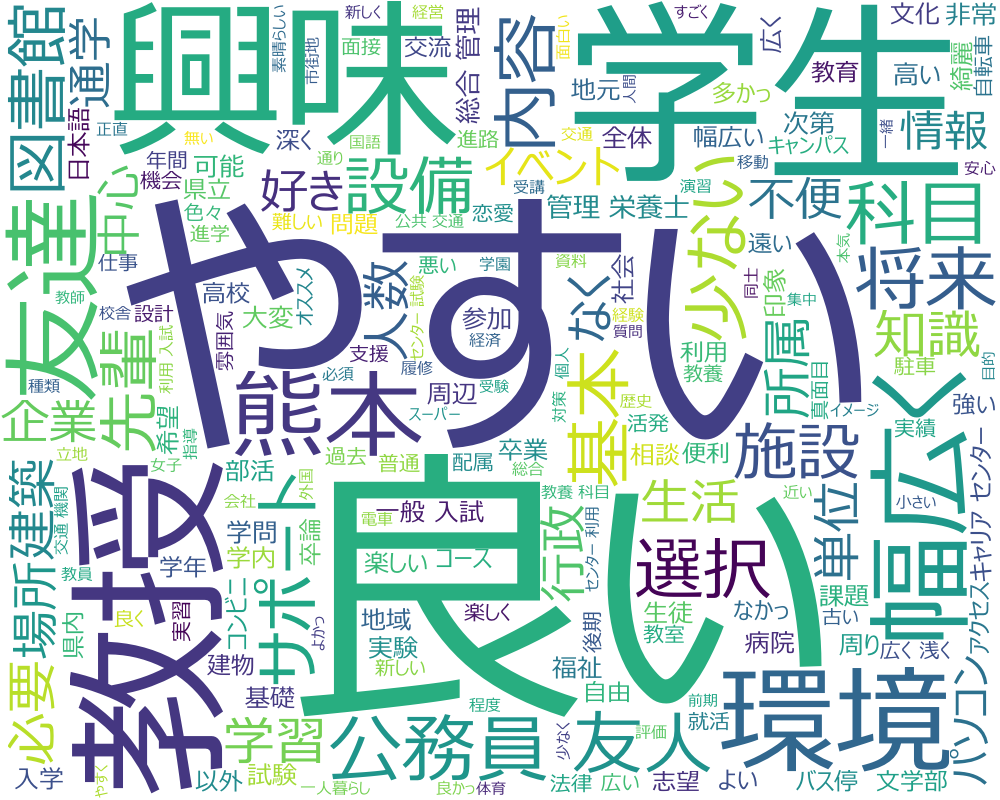 図書館
通学
日本語
正直
興味
新しく
経営
素晴らしい
市街地
面接
交流
総合 管理
すごく
面白い
内容
学生
広く
文化
非常
綺麗
自転車
教育
高い
地元
人間
多かっ
無い
深く
国語
進路
交通
全体
幅広い
次第
情報
キャンパス
一緒
年間
機会
可能
通り
設備
イベント
移動
安心
中心
県立
色々
進学
好き
難しい
問題
公共 交通
受講
恋愛
管理 栄養士
演習
少ない
不便
科目
友達
仕事
やすい
悪い
学園
資料
遠い
本気
教師
高校
人数
オススメ
なく
社会
同士
印象
集中
将来
校舎
設計
大変
センター 試験
参加
経験
質問
先輩
雰囲気
経済
利用
教養
所属
知識
駐車
目的
利用 入試
支援
履修
熊本
種類
必須
周辺
受験
個人
基本
真面目
イメージ
企業
希望
スーパー
対策
歴史
活発
強い
実績
幅広く
立地
指導
女子
過去
普通
配属
卒業
総合
相談
便利
施設
部活
教授
建築
場所
交通 機関
会社
外国
サポート
卒論
電車
一般 入試
教養 科目
センター 利用
生活
選択
単位
近い
小さい
キャリア センター
アクセス
学問
学内
学年
教員
行政
良い
楽しい
コース
生徒
教室
なかっ
課題
古い
県内
良く
実習
コンビニ
よかっ
地域
実験
楽しく
後期
病院
周り
広く 浅く
必要
建物
基礎
新しい
福祉
自由
程度
前期
就活
環境
パソコン
学習
公務員
少なく
友人
評価
入学
やすく
以外
試験
一人暮らし
良かっ
体育
法律
広い
志望
よい
バス停
文学部